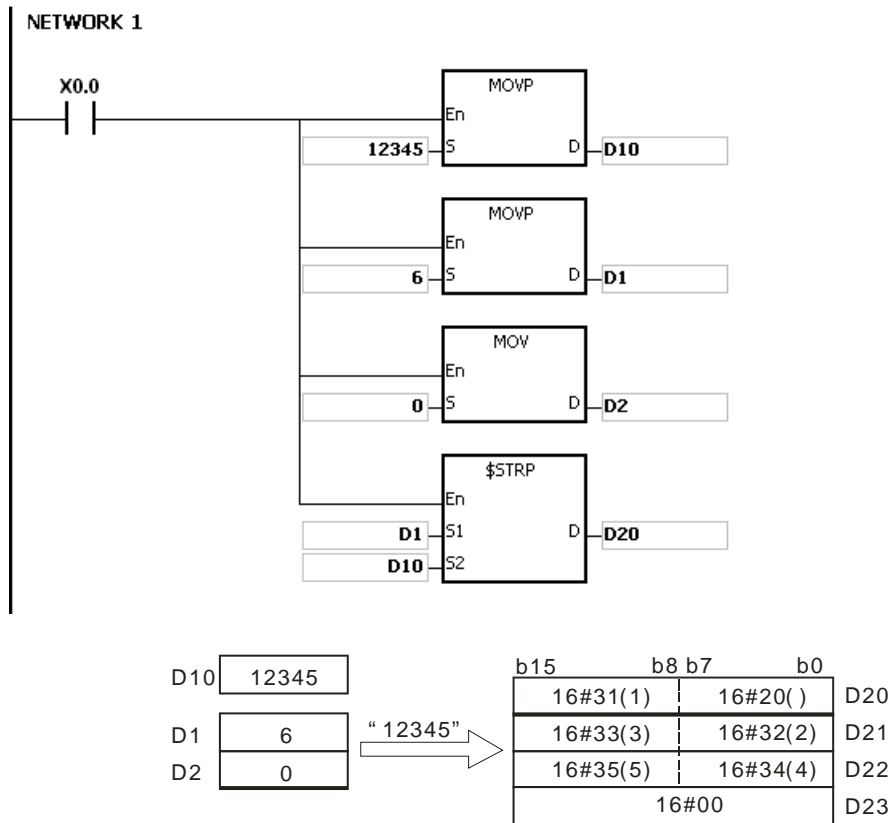 NETWORK 1
X0.0
MOVP
En
12345 S D D10
MOVP
En
6 S D D1
MOV
En
0 S D D2
$STRP
En
D1 S1 D D20
D10 S2
D10 12345
D1 6
D2 0
“ 12345”
b15 b8 b7 b0
16#31(1) 16#20( ) D20
16#33(3) 16#32(2) D21
16#35(5) 16#34(4) D22
16#00 D23